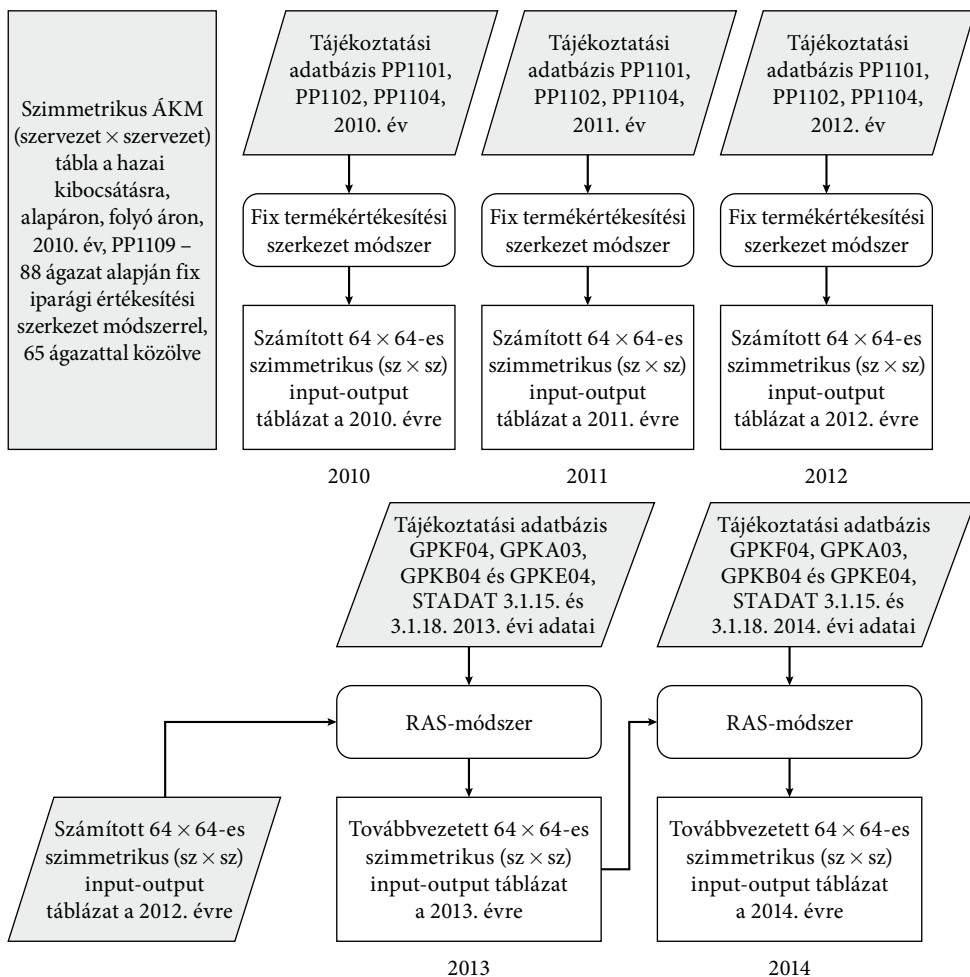 Szimmetrikus ÁKM
(szervezet × szervezet)
tábla a hazai
kibocsátásra,
alapáron, folyó áron,
2010. év, PP1109 –
88 ágazat alapján fix
iparági értékesítési
szerkezet módszerrel,
65 ágazattal közölve
Tájékoztatási
adatbázis PP1101,
PP1102, PP1104,
2010. év
Fix termékértékesítési
szerkezet módszer
Számított 64 × 64-es
szimmetrikus (sz × sz)
input-output
táblázat a 2010. évre
2010
Tájékoztatási
adatbázis PP1101,
PP1102, PP1104,
2011. év
Fix termékértékesítési
szerkezet módszer
Számított 64 × 64-es
szimmetrikus (sz × sz)
input-output
táblázat a 2011. évre
2011
Tájékoztatási
adatbázis PP1101,
PP1102, PP1104,
2012. év
Fix termékértékesítési
szerkezet módszer
Számított 64 × 64-es
szimmetrikus (sz × sz)
input-output
táblázat a 2012. évre
2012
Számított 64 × 64-es
szimmetrikus (sz × sz)
input-output
táblázat a 2012. évre
Tájékoztatási adatbázis
GPKF04, GPKA03,
GPKB04 és GPKE04,
STADAT 3.1.15. és
3.1.18. 2013. évi adatai
RAS-módszer
Továbbvezetett 64 × 64-es
szimmetrikus (sz × sz)
input-output táblázat
a 2013. évre
2013
Tájékoztatási adatbázis
GPKF04, GPKA03,
GPKB04 és GPKE04,
STADAT 3.1.15. és
3.1.18. 2014. évi adatai
RAS-módszer
Továbbvezetett 64 × 64-es
szimmetrikus (sz × sz)
input-output táblázat
a 2014. évre
2014